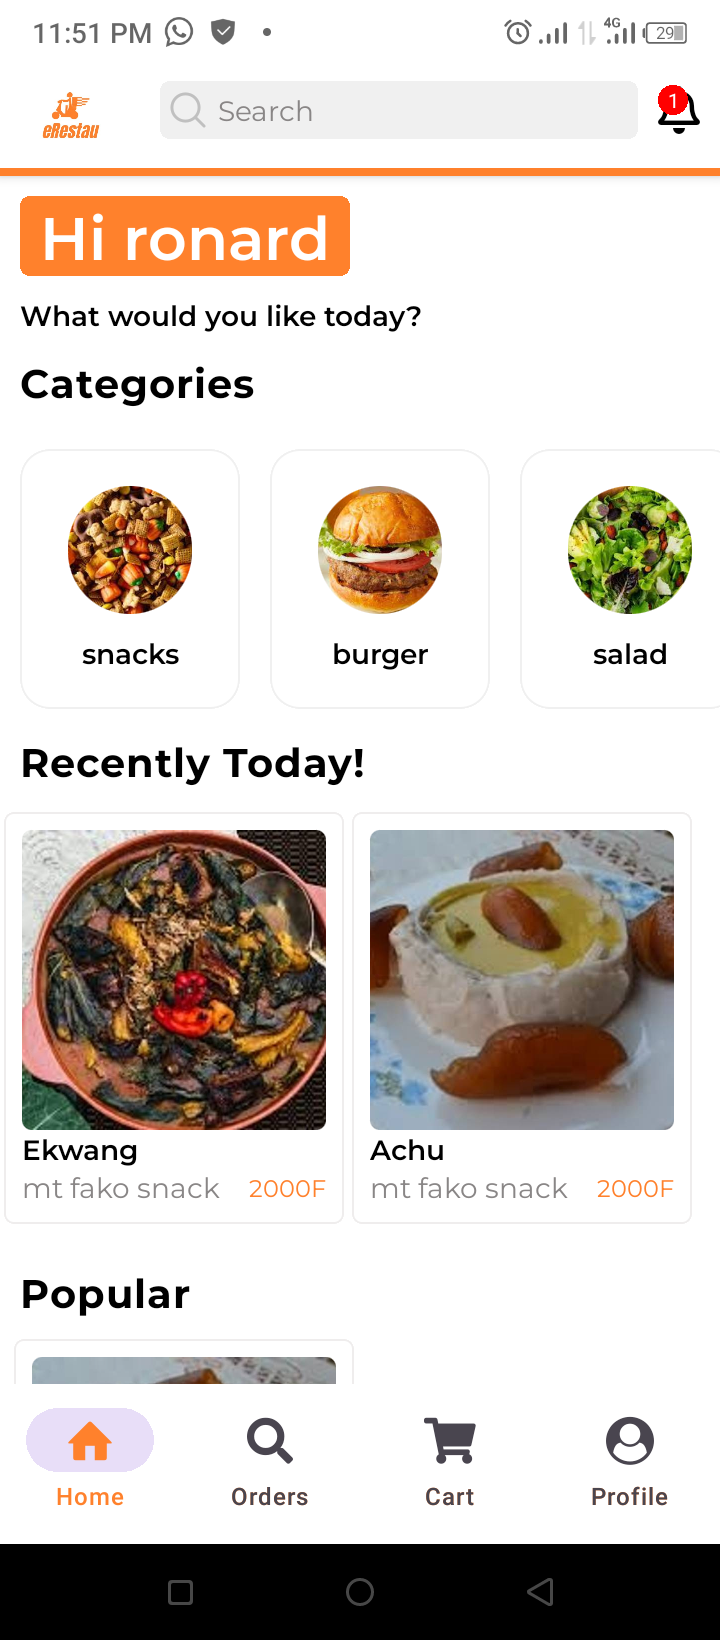 11:51 PM
4G
29
eRestau
Search
1
Hi ronard
What would you like today?
Categories
snacks
burger
salad
Recently Today!
Ekwang
mt fako snack 2000F
Achu
mt fako snack 2000F
Popular
Home
Orders
Cart
Profile